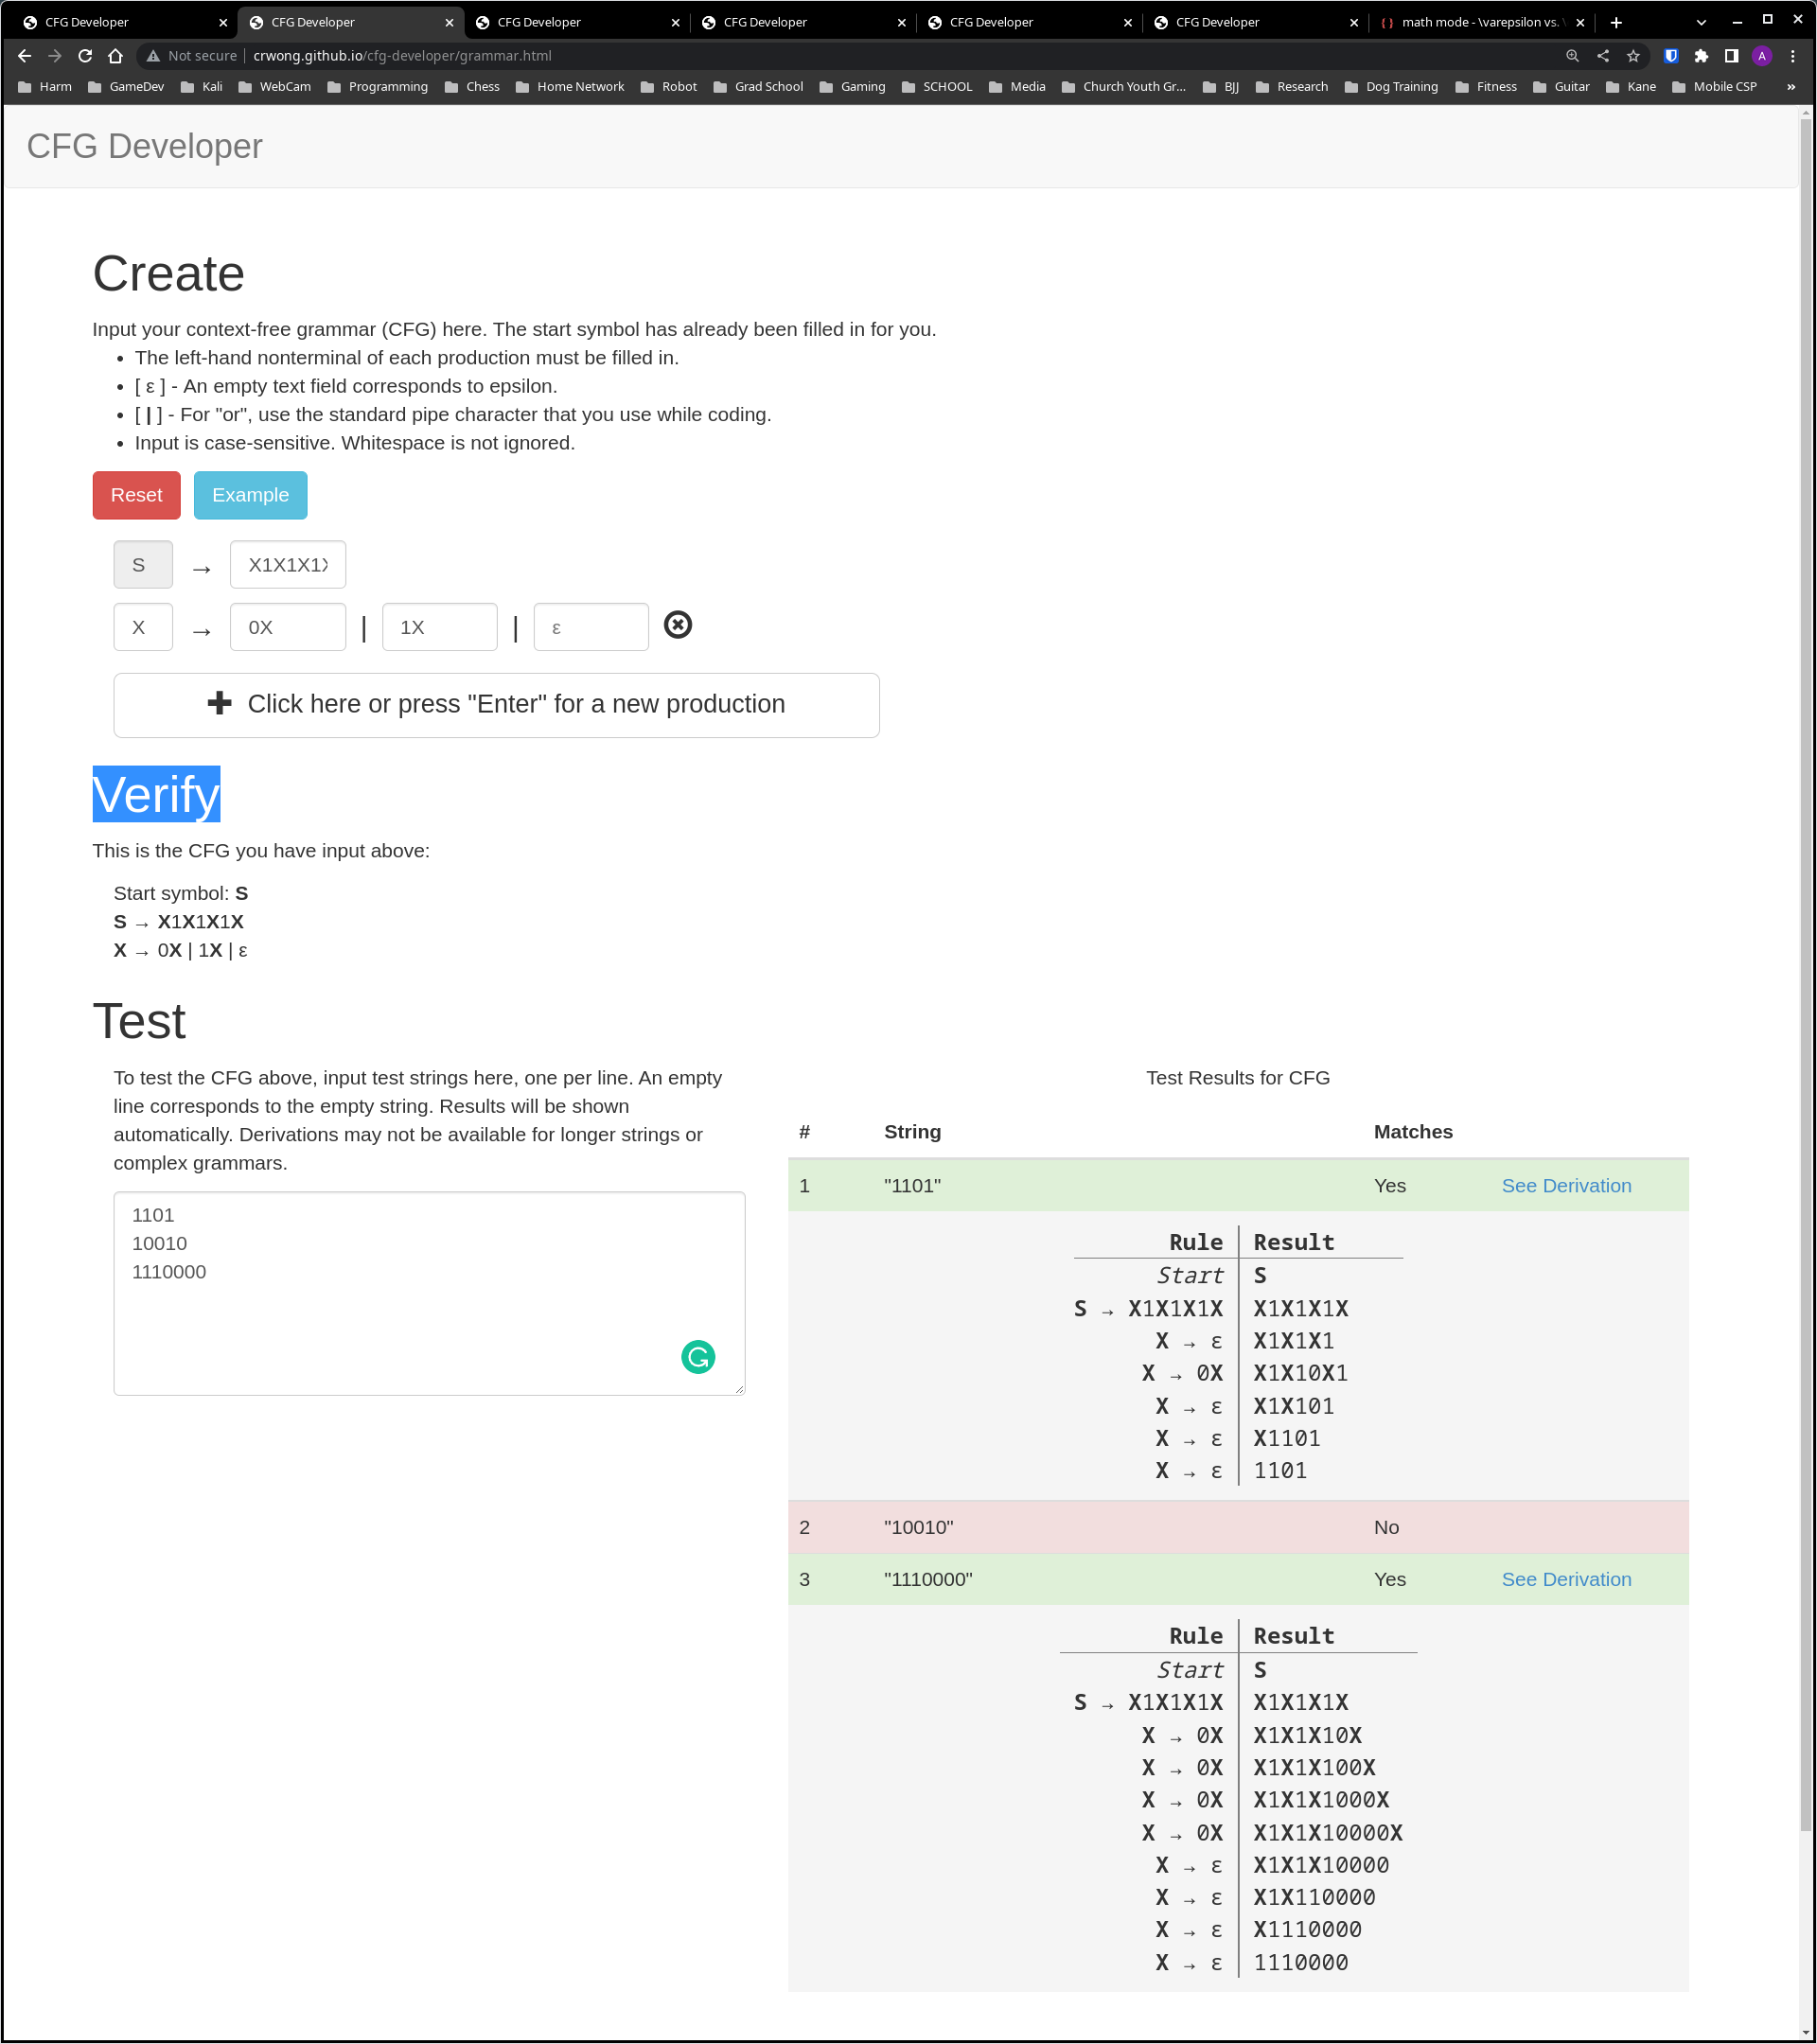 CFG Developer CFG Developer CFG Developer CFG Developer CFG Developer CFG Developer math mode - \varepsilon vs. \
Not secure crwong.github.io/cfg-developer/grammar.html A
Harm GameDev Kali WebCam Programming Chess Home Network Robot Grad School Gaming SCHOOL Media Church Youth Gr... BJJ Research Dog Training Fitness Guitar Kane Mobile CSP »
CFG Developer
Create
Input your context-free grammar (CFG) here. The start symbol has already been filled in for you.
• The left-hand nonterminal of each production must be filled in.
• [ ε ] - An empty text field corresponds to epsilon.
• [ | ] - For "or", use the standard pipe character that you use while coding.
• Input is case-sensitive. Whitespace is not ignored.
Reset Example
S → X1X1X1X
X → 0X | 1X | ε
Click here or press "Enter" for a new production
Verify
This is the CFG you have input above:
Start symbol: S
S → X1X1X1X
X → 0X | 1X | ε
Test
To test the CFG above, input test strings here, one per line. An empty
line corresponds to the empty string. Results will be shown
automatically. Derivations may not be available for longer strings or
complex grammars.
1101
10010
1110000
Test Results for CFG
# String Matches
1 "1101" Yes See Derivation
Rule Result
Start S
S → X1X1X1X X1X1X1X
X → ε X1X1X1
X → 0X X1X10X1
X → ε X1X101
X → ε X1101
X → ε 1101
2 "10010" No
3 "1110000" Yes See Derivation
Rule Result
Start S
S → X1X1X1X X1X1X1X
X → 0X X1X1X10X
X → 0X X1X1X100X
X → 0X X1X1X1000X
X → 0X X1X1X10000X
X → ε X1X1X10000
X → ε X1X110000
X → ε X1110000
X → ε 1110000